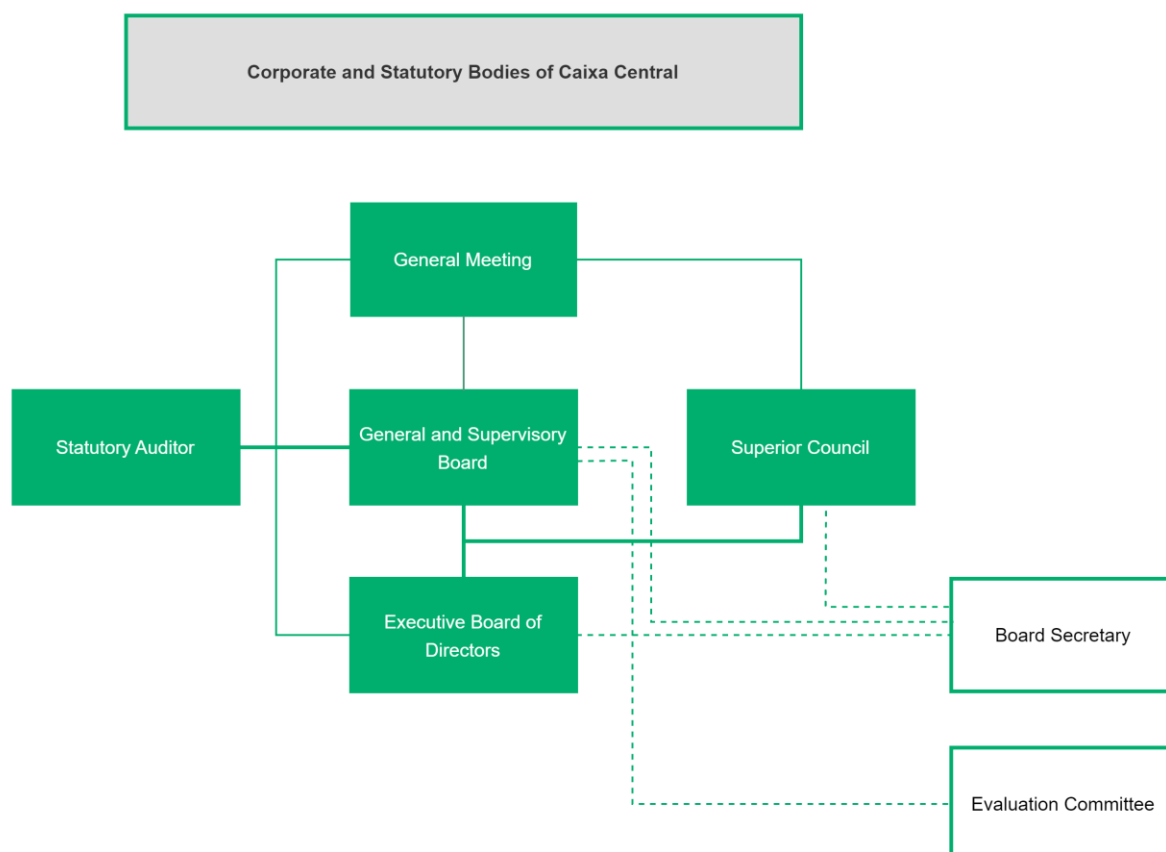 Corporate and Statutory Bodies of Caixa Central
General Meeting
Statutory Auditor
General and Supervisory
Board
Superior Council
Executive Board of
Directors
Board Secretary
Evaluation Committee